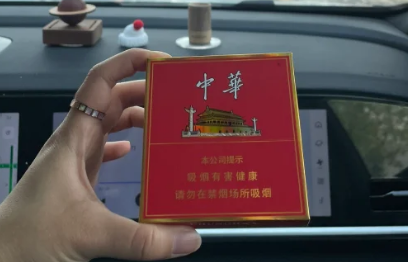 中華
本公司提示
吸烟有害健康
请勿在禁烟场所吸烟